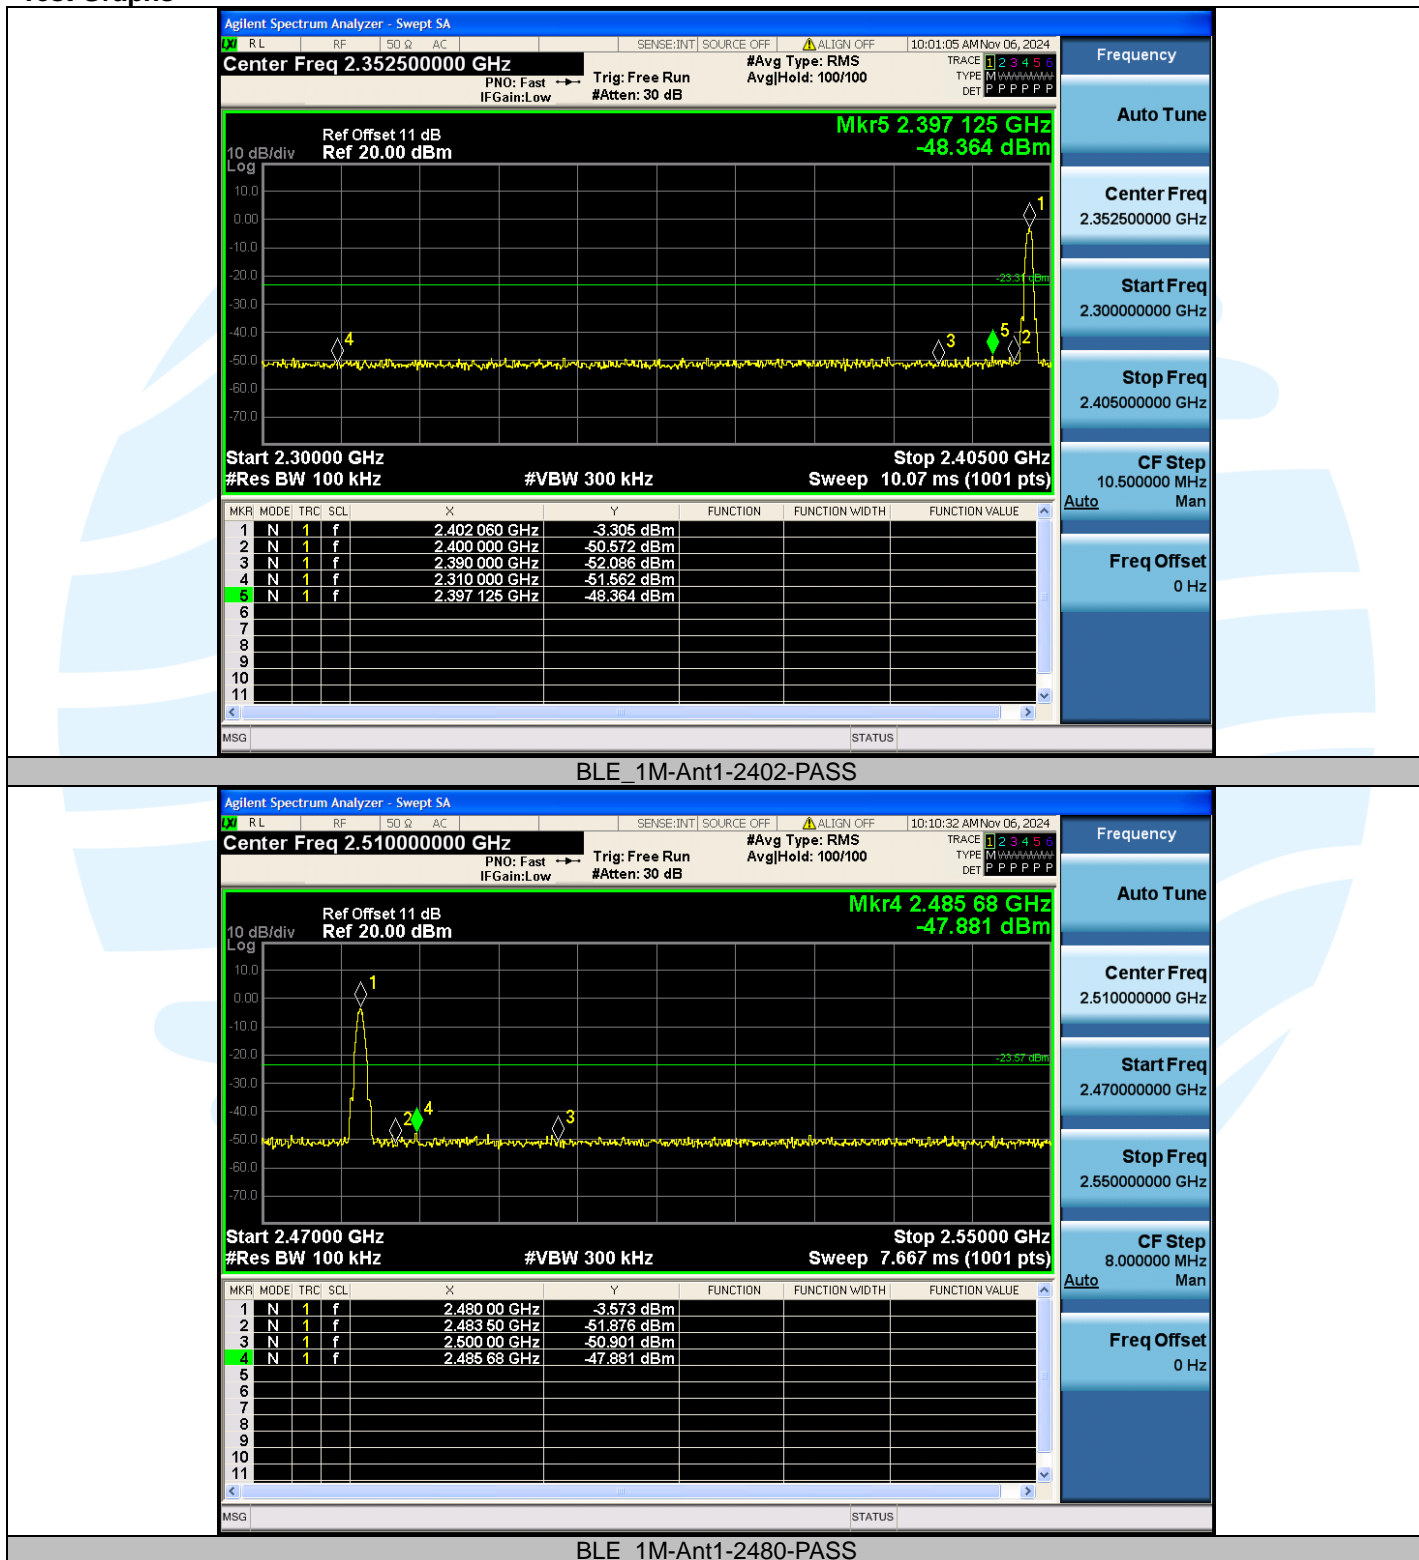 Test Graphs
Agilent Spectrum Analyzer - Swept SA
LXI RL RF 50 Ω AC SENSE:INT SOURCE OFF ALIGN OFF 10:01:05 AM Nov 06, 2024
Center Freq 2.352500000 GHz
PNO: Fast
IFGain:Low
Trig: Free Run
#Atten: 30 dB
#Avg Type: RMS
Avg|Hold: 100/100
TRACE 1 2 3 4 5 6
TYPE M
DET P P P P P P
Mkr5 2.397 125 GHz
-48.364 dBm
Ref Offset 11 dB
10 dB/div Ref 20.00 dBm
Log
10.0
0.00
-10.0
-20.0
-30.0
-40.0
-50.0
-60.0
-70.0
1
-23.31 dBm
4
3
5
2
Start 2.30000 GHz Stop 2.40500 GHz
#Res BW 100 kHz #VBW 300 kHz Sweep 10.07 ms (1001 pts)
MKR MODE TRC SCL X Y FUNCTION FUNCTION WIDTH FUNCTION VALUE
1 N 1 f 2.402 060 GHz -3.305 dBm
2 N 1 f 2.400 000 GHz -50.572 dBm
3 N 1 f 2.390 000 GHz -52.086 dBm
4 N 1 f 2.310 000 GHz -51.562 dBm
5 N 1 f 2.397 125 GHz -48.364 dBm
6
7
8
9
10
11
MSG STATUS
Frequency
Auto Tune
Center Freq
2.352500000 GHz
Start Freq
2.300000000 GHz
Stop Freq
2.405000000 GHz
CF Step
10.500000 MHz
Auto Man
Freq Offset
0 Hz
BLE_1M-Ant1-2402-PASS
Agilent Spectrum Analyzer - Swept SA
LXI RL RF 50 Ω AC SENSE:INT SOURCE OFF ALIGN OFF 10:10:32 AM Nov 06, 2024
Center Freq 2.510000000 GHz
PNO: Fast
IFGain:Low
Trig: Free Run
#Atten: 30 dB
#Avg Type: RMS
Avg|Hold: 100/100
TRACE 1 2 3 4 5 6
TYPE M
DET P P P P P P
Mkr4 2.485 68 GHz
-47.881 dBm
Ref Offset 11 dB
10 dB/div Ref 20.00 dBm
Log
10.0
0.00
-10.0
-20.0
-30.0
-40.0
-50.0
-60.0
-70.0
1
-23.57 dBm
2
4
3
Start 2.47000 GHz Stop 2.55000 GHz
#Res BW 100 kHz #VBW 300 kHz Sweep 7.667 ms (1001 pts)
MKR MODE TRC SCL X Y FUNCTION FUNCTION WIDTH FUNCTION VALUE
1 N 1 f 2.480 00 GHz -3.573 dBm
2 N 1 f 2.483 50 GHz -51.876 dBm
3 N 1 f 2.500 00 GHz -50.901 dBm
4 N 1 f 2.485 68 GHz -47.881 dBm
5
6
7
8
9
10
11
MSG STATUS
Frequency
Auto Tune
Center Freq
2.510000000 GHz
Start Freq
2.470000000 GHz
Stop Freq
2.550000000 GHz
CF Step
8.000000 MHz
Auto Man
Freq Offset
0 Hz
BLE_1M-Ant1-2480-PASS